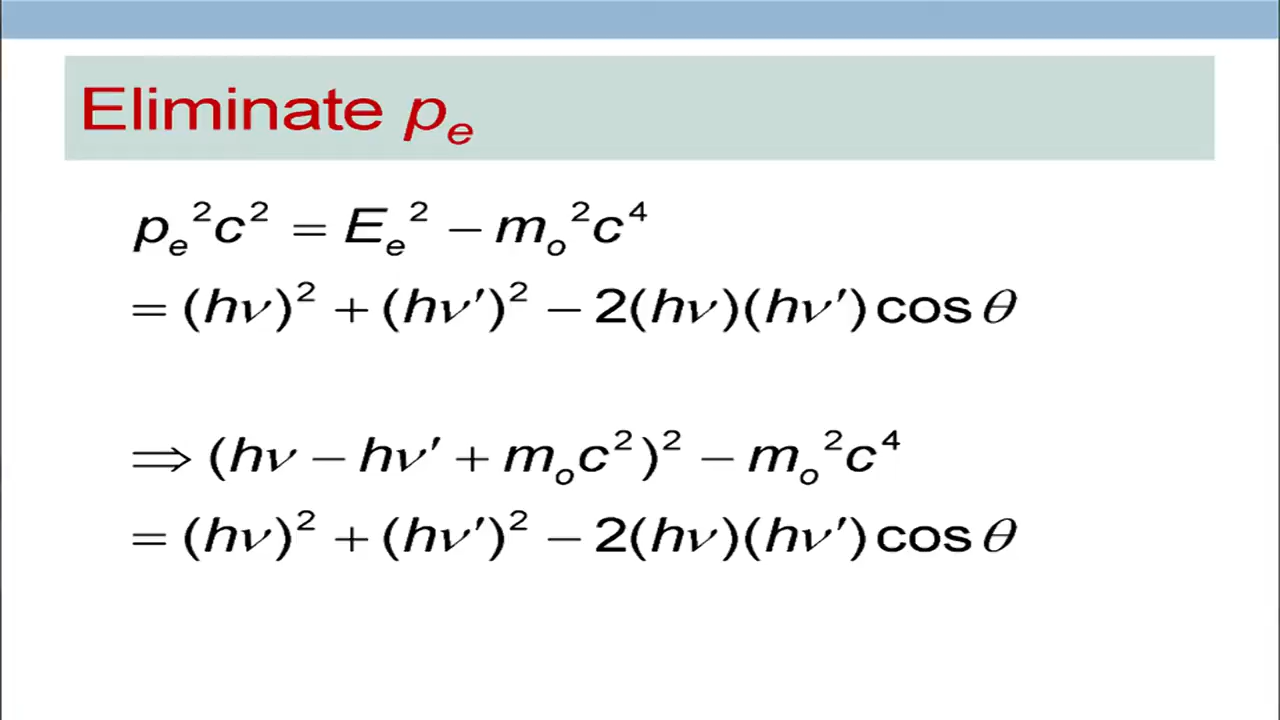 Eliminate pₑ
pₑ²c² = Eₑ² − mₒ²c⁴
= (hν)² + (hν′)² − 2(hν)(hν′)cos θ
⇒ (hν − hν′ + mₒc²)² − mₒ²c⁴
= (hν)² + (hν′)² − 2(hν)(hν′)cos θ